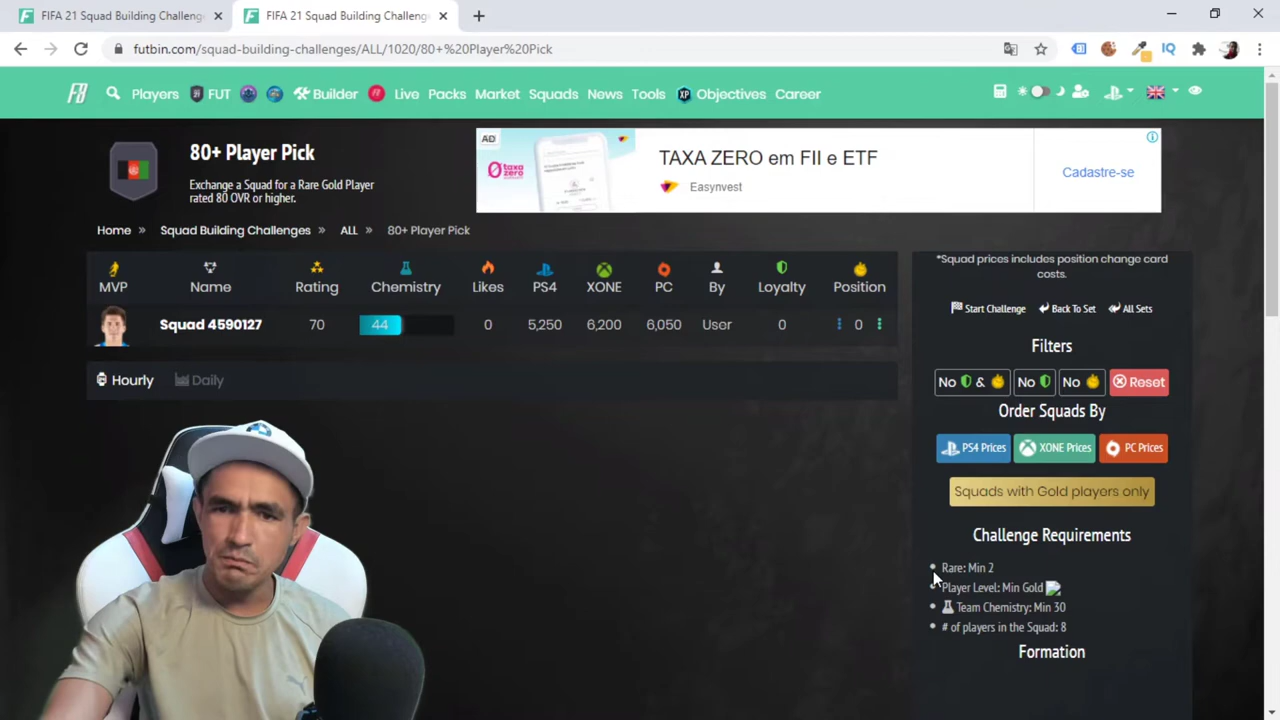 FIFA 21 Squad Building Challeng
FIFA 21 Squad Building Challeng
futbin.com/squad-building-challenges/ALL/1020/80+%20Player%20Pick
IQ
Players FUT Builder Live Packs Market Squads News Tools XP Objectives Career
80+ Player Pick
Exchange a Squad for a Rare Gold Player
rated 80 OVR or higher.
AD
taxa
zero
TAXA ZERO em FII e ETF
Easynvest
Cadastre-se
Home » Squad Building Challenges » ALL » 80+ Player Pick
MVP Name Rating Chemistry Likes PS4 XONE PC By Loyalty Position
Squad 4590127 70 44 0 5,250 6,200 6,050 User 0 0
Hourly Daily
*Squad prices includes position change card
costs.
Start Challenge Back To Set All Sets
Filters
No & No No Reset
Order Squads By
PS4 Prices XONE Prices PC Prices
Squads with Gold players only
Challenge Requirements
Rare: Min 2
Player Level: Min Gold
Team Chemistry: Min 30
# of players in the Squad: 8
Formation